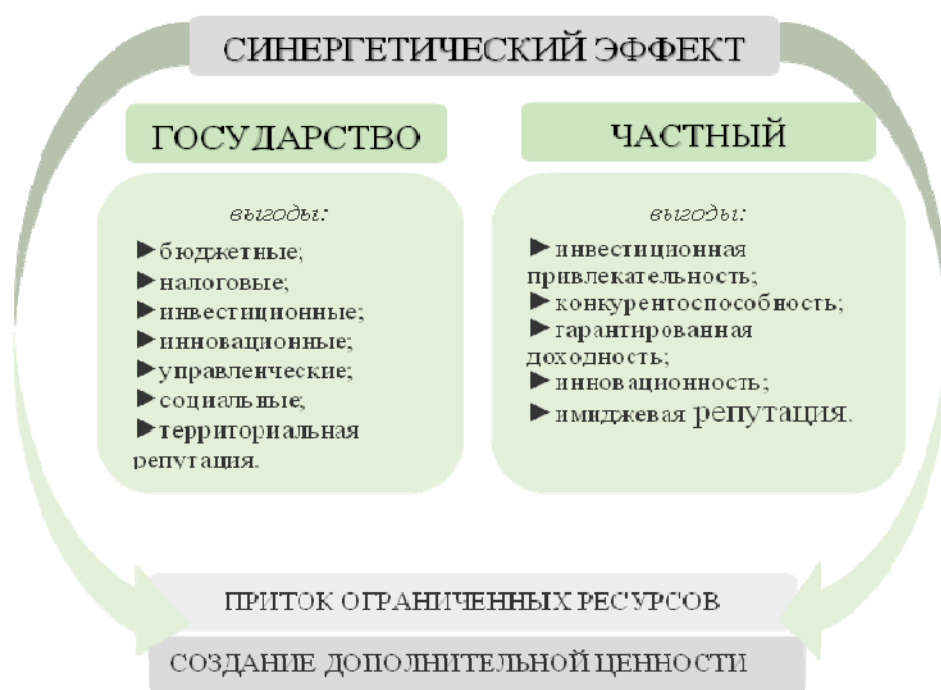 СИНЕРГЕТИЧЕСКИЙ ЭФФЕКТ
ГОСУДАРСТВО
выгоды:
►бюджетные;
►налоговые;
►инвестиционные;
►инновационные;
►управленческие;
►социальные;
►территориальная
репутация.
ЧАСТНЫЙ
выгоды:
►инвестиционная
привлекательность;
►конкурентоспособность;
►гарантированная
доходность;
►инновационность;
►имиджевая репутация.
ПРИТОК ОГРАНИЧЕННЫХ РЕСУРСОВ
СОЗДАНИЕ ДОПОЛНИТЕЛЬНОЙ ЦЕННОСТИ